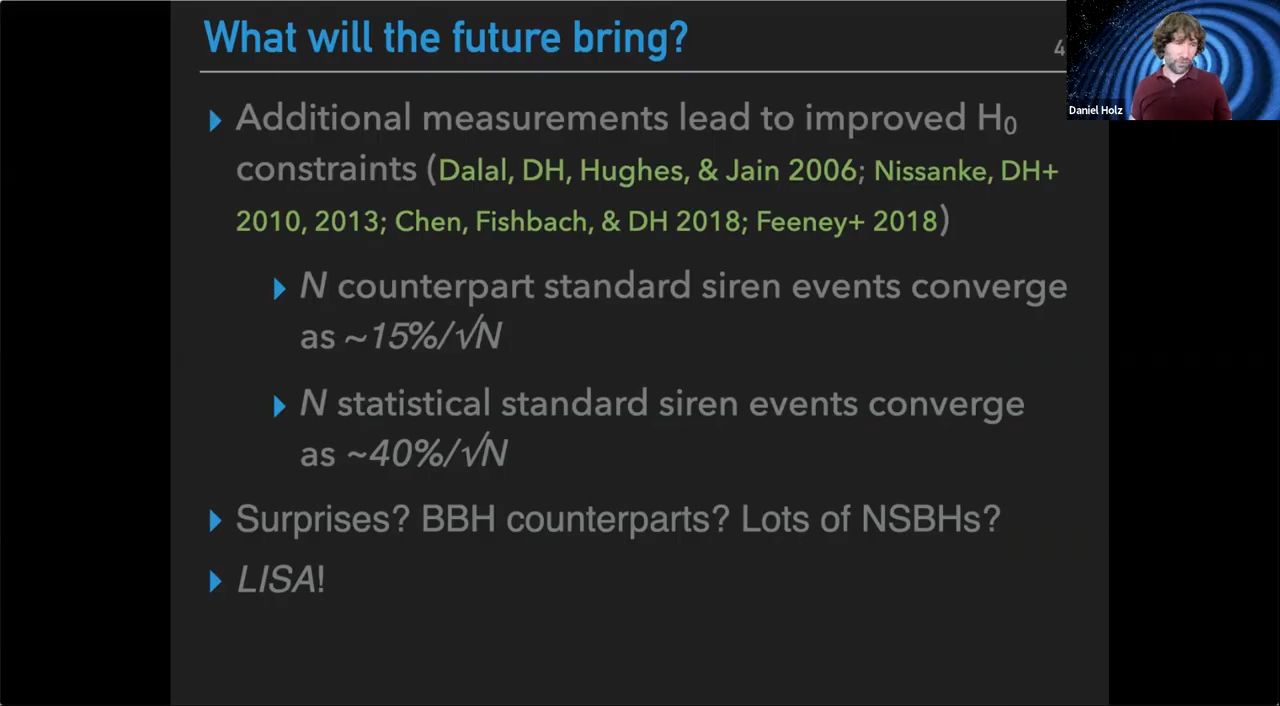 What will the future bring?
4
Daniel Holz
Additional measurements lead to improved H₀
constraints (Dalal, DH, Hughes, & Jain 2006; Nissanke, DH+
2010, 2013; Chen, Fishbach, & DH 2018; Feeney+ 2018)
N counterpart standard siren events converge
as ~15%/√N
N statistical standard siren events converge
as ~40%/√N
Surprises? BBH counterparts? Lots of NSBHs?
LISA!